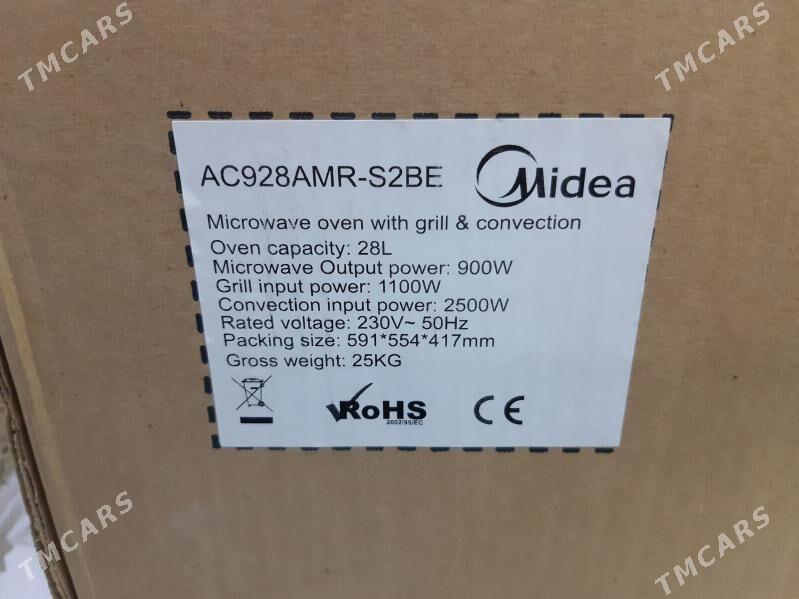 TMCARS
TMCARS
AC928AMR-S2BE
Midea
Microwave oven with grill & convection
Oven capacity: 28L
Microwave Output power: 900W
Grill input power: 1100W
Convection input power: 2500W
Rated voltage: 230V~ 50Hz
Packing size: 591*554*417mm
Gross weight: 25KG
RoHS
2002/95/EC
CE
TMCARS
TMCARS